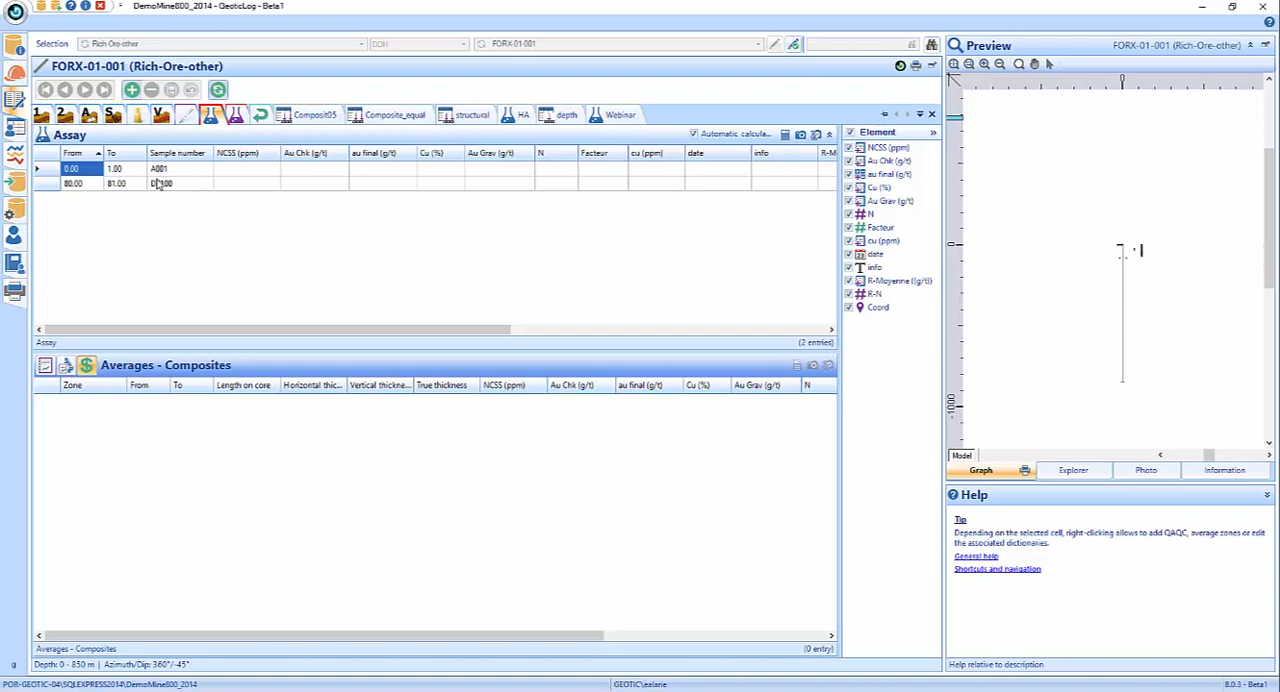 DemoMine800_2014 - GeoticLog - Beta1
Selection Rich-Ore-other DDH FORX-01-001
FORX-01-001 (Rich-Ore-other)
1 2 A S V Composit05 Composite_equal structural HA depth Webinar
Assay Automatic calcula...
From To Sample number NCSS (ppm) Au Chk (g/t) au final (g/t) Cu (%) Au Grav (g/t) N Facteur cu (ppm) date info R-M
0.00 1.00 A001
80.00 81.00
Assay (2 entries)
Element
NCSS (ppm)
Au Chk (g/t)
au final (g/t)
Cu (%)
Au Grav (g/t)
N
Facteur
cu (ppm)
date
info
R-Moyenne ((g/t)
R-N
Coord
Averages - Composites
Zone From To Length on core Horizontal thic... Vertical thickne... True thickness NCSS (ppm) Au Chk (g/t) au final (g/t) Cu (%) Au Grav (g/t) N
Averages - Composites (0 entry)
Depth: 0 - 850 m | Azimuth/Dip: 360°/-45°
POR-GEOTIC-04\SQLEXPRESS2014\DemoMine800_2014 GEOTIC\ealarie 8.0.3 - Beta1
Preview FORX-01-001 (Rich-Ore-other)
0
0
-1000
Model
Graph Explorer Photo Information
Help
Tip
Depending on the selected cell, right-clicking allows to add QAQC, average zones or edit
the associated dictionaries.
General help
Shortcuts and navigation
Help relative to description